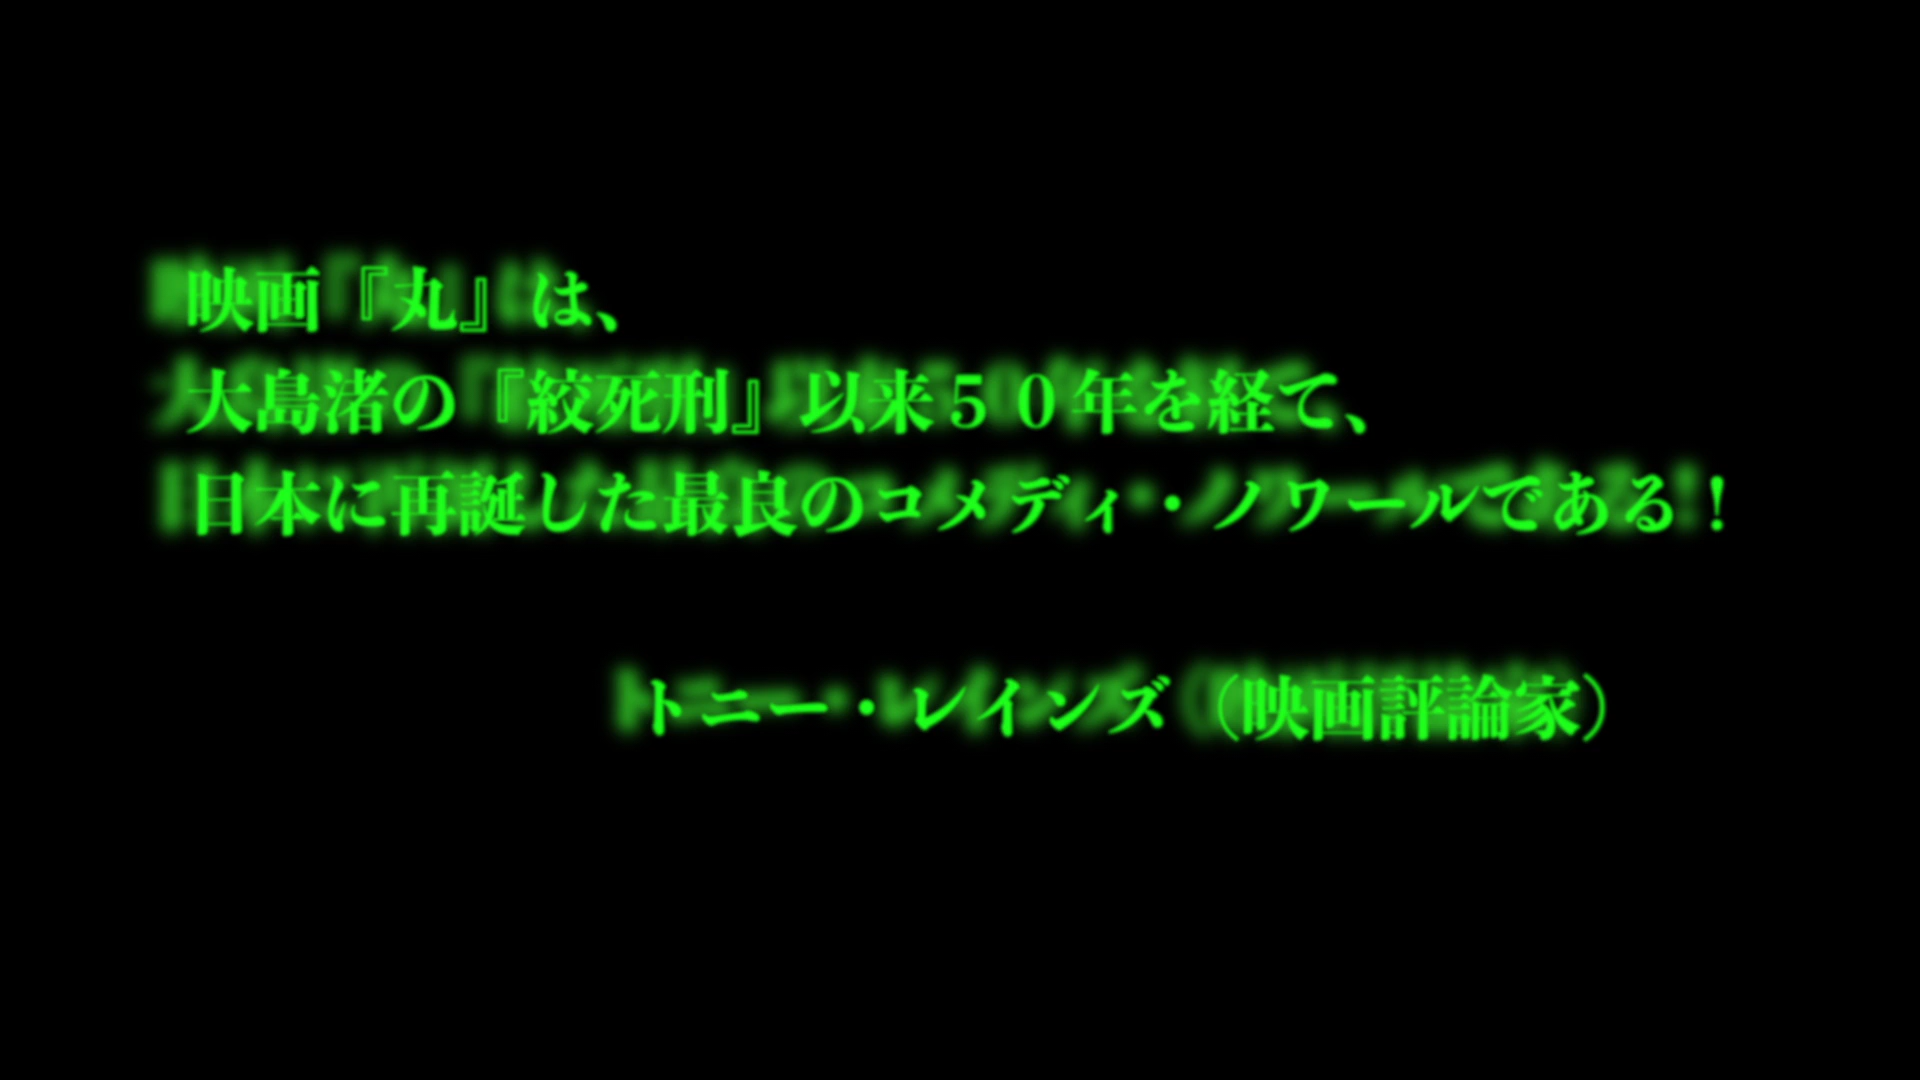 映画『丸』は、
大島渚の『絞死刑』以来５０年を経て、
日本に再誕した最良のコメディ・ノワールである！
トニー・レインズ（映画評論家）